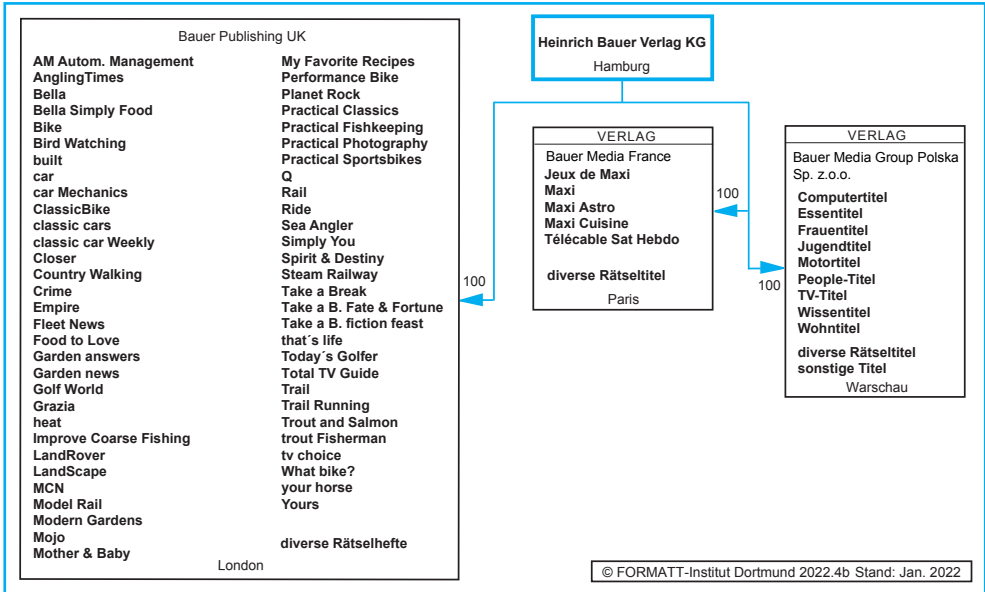 Bauer Publishing UK
AM Autom. Management
AnglingTimes
Bella
Bella Simply Food
Bike
Bird Watching
built
car
car Mechanics
ClassicBike
classic cars
classic car Weekly
Closer
Country Walking
Crime
Empire
Fleet News
Food to Love
Garden answers
Garden news
Golf World
Grazia
heat
Improve Coarse Fishing
LandRover
LandScape
MCN
Model Rail
Modern Gardens
Mojo
Mother & Baby
My Favorite Recipes
Performance Bike
Planet Rock
Practical Classics
Practical Fishkeeping
Practical Photography
Practical Sportsbikes
Q
Rail
Ride
Sea Angler
Simply You
Spirit & Destiny
Steam Railway
Take a Break
Take a B. Fate & Fortune
Take a B. fiction feast
that´s life
Today´s Golfer
Total TV Guide
Trail
Trail Running
Trout and Salmon
trout Fisherman
tv choice
What bike?
your horse
Yours
diverse Rätselhefte
London
100
Heinrich Bauer Verlag KG
Hamburg
VERLAG
Bauer Media France
Jeux de Maxi
Maxi
Maxi Astro
Maxi Cuisine
Télécable Sat Hebdo
diverse Rätseltitel
Paris
100
VERLAG
Bauer Media Group Polska
Sp. z.o.o.
Computertitel
Essentitel
Frauentitel
Jugendtitel
Motortitel
People-Titel
TV-Titel
Wissentitel
Wohntitel
diverse Rätseltitel
sonstige Titel
Warschau
100
© FORMATT-Institut Dortmund 2022.4b Stand: Jan. 2022